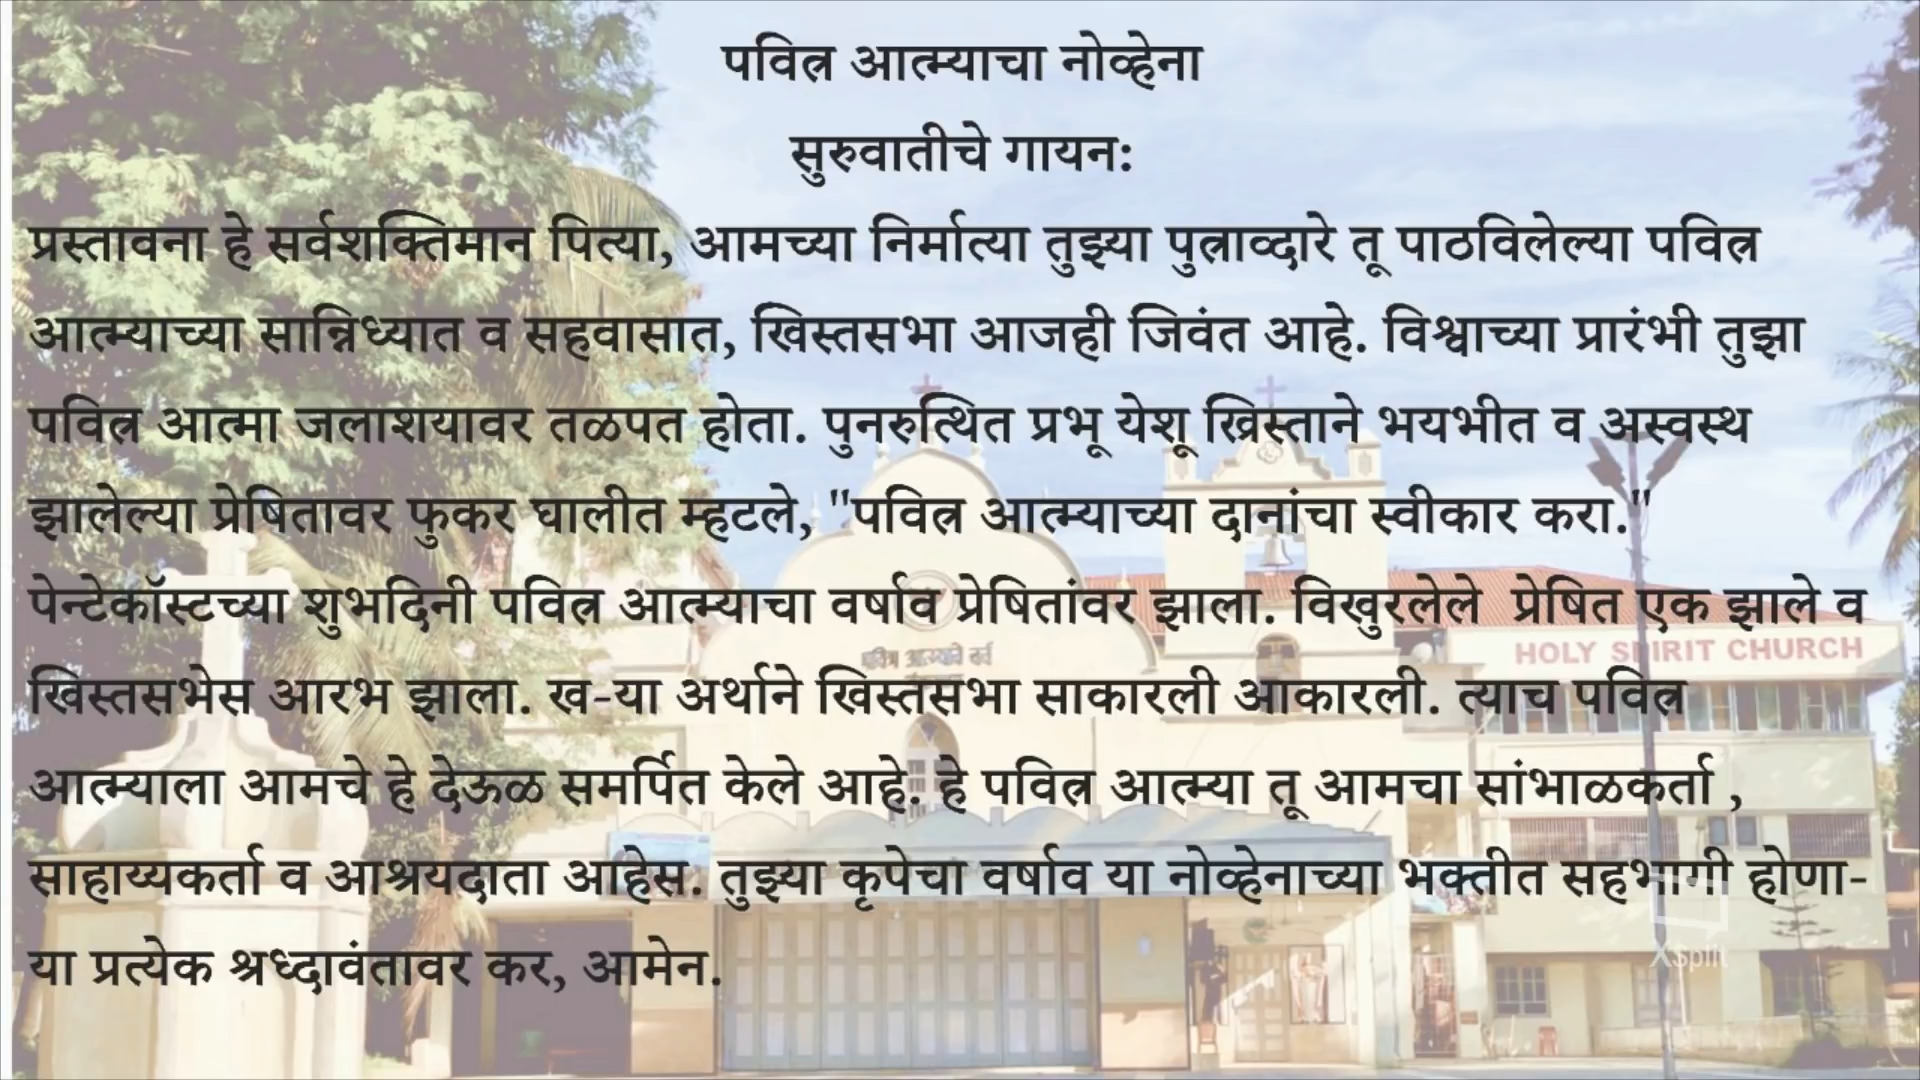 पवित्र आत्म्याचा नोव्हेना
सुरुवातीचे गायन:
प्रस्तावना हे सर्वशक्तिमान पित्या, आमच्या निर्मात्या तुझ्या पुत्राव्दारे तू पाठविलेल्या पवित्र
आत्म्याच्या सान्निध्यात व सहवासात, ख्रिस्तसभा आजही जिवंत आहे. विश्वाच्या प्रारंभी तुझा
पवित्र आत्मा जलाशयावर तळपत होता. पुनरुत्थित प्रभू येशू ख्रिस्ताने भयभीत व अस्वस्थ
झालेल्या प्रेषितावर फुकर घालीत म्हटले, "पवित्र आत्म्याच्या दानांचा स्वीकार करा."
पेन्टेकॉस्टच्या शुभदिनी पवित्र आत्म्याचा वर्षाव प्रेषितांवर झाला. विखुरलेले प्रेषित एक झाले व
HOLY SPIRIT CHURCH
ख्रिस्तसभेस आरभ झाला. ख-या अर्थाने ख्रिस्तसभा साकारली आकारली. त्याच पवित्र
आत्म्याला आमचे हे देऊळ समर्पित केले आहे. हे पवित्र आत्म्या तू आमचा सांभाळकर्ता ,
साहाय्यकर्ता व आश्रयदाता आहेस. तुझ्या कृपेचा वर्षाव या नोव्हेनाच्या भक्तीत सहभागी होणा-
या प्रत्येक श्रध्दावंतावर कर, आमेन.
XSplit